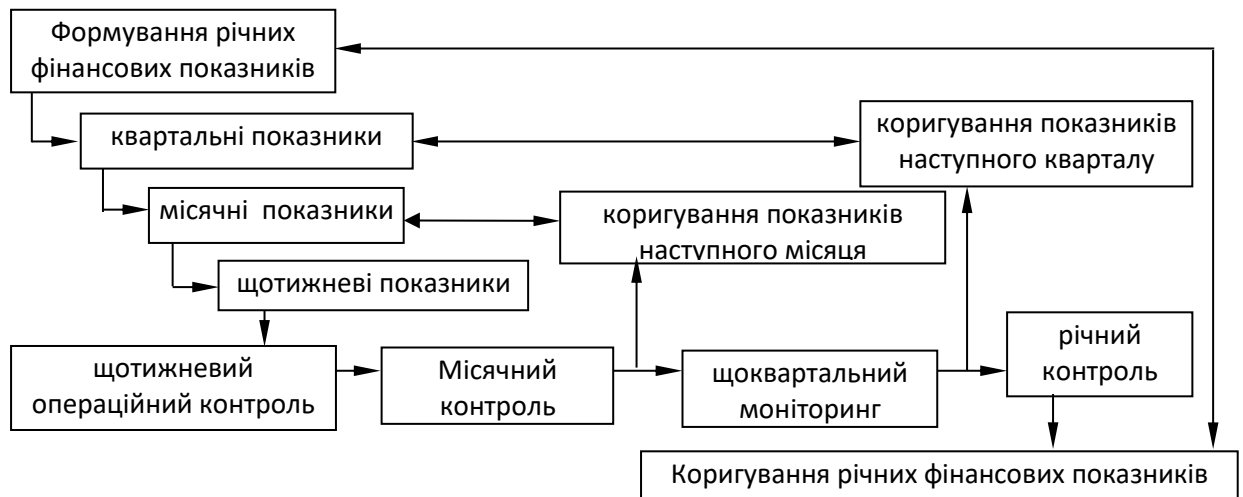 Формування річних
фінансових показників
квартальні показники
коригування показників
наступного кварталу
місячні показники
коригування показників
наступного місяця
щотижневі показники
щотижневий
операційний контроль
Місячний
контроль
щоквартальний
моніторинг
річний
контроль
Коригування річних фінансових показників